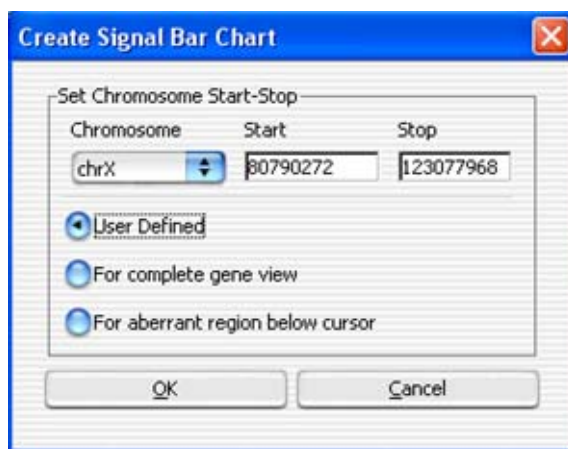 Create Signal Bar Chart
Set Chromosome Start-Stop
Chromosome Start Stop
chrX 80790272 123077968
User Defined
For complete gene view
For aberrant region below cursor
OK Cancel